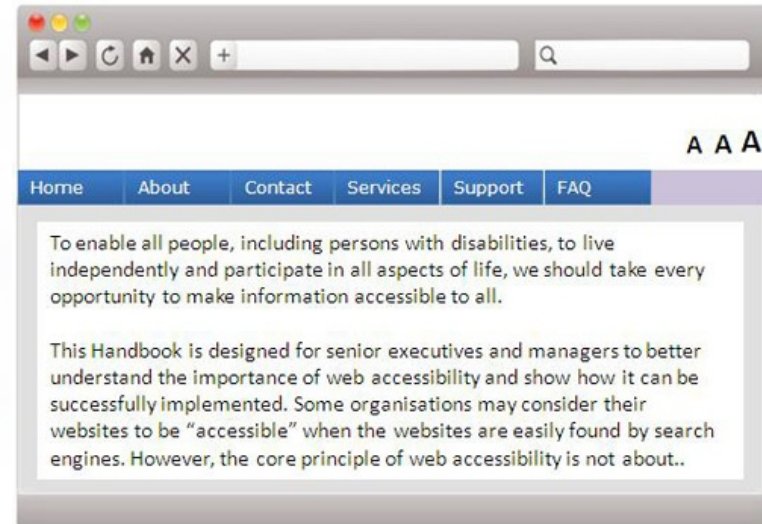 A A A
Home About Contact Services Support FAQ
To enable all people, including persons with disabilities, to live
independently and participate in all aspects of life, we should take every
opportunity to make information accessible to all.
This Handbook is designed for senior executives and managers to better
understand the importance of web accessibility and show how it can be
successfully implemented. Some organisations may consider their
websites to be “accessible” when the websites are easily found by search
engines. However, the core principle of web accessibility is not about..